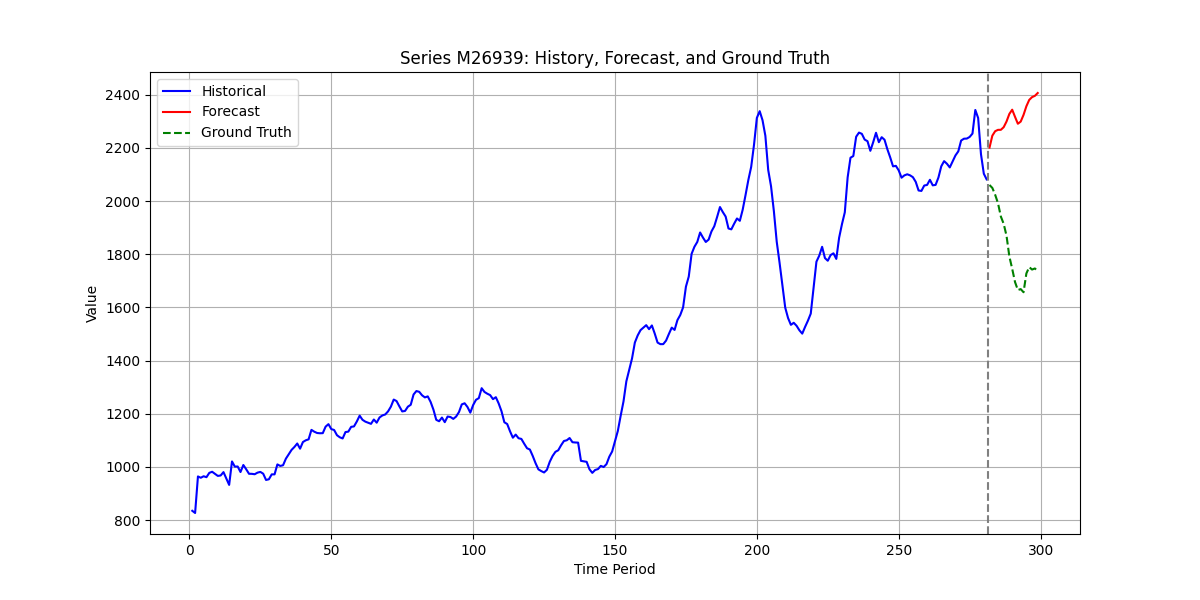 Series M26939: History, Forecast, and Ground Truth
Historical
Forecast
Ground Truth
Value
2400
2200
2000
1800
1600
1400
1200
1000
800
0 50 100 150 200 250 300
Time Period